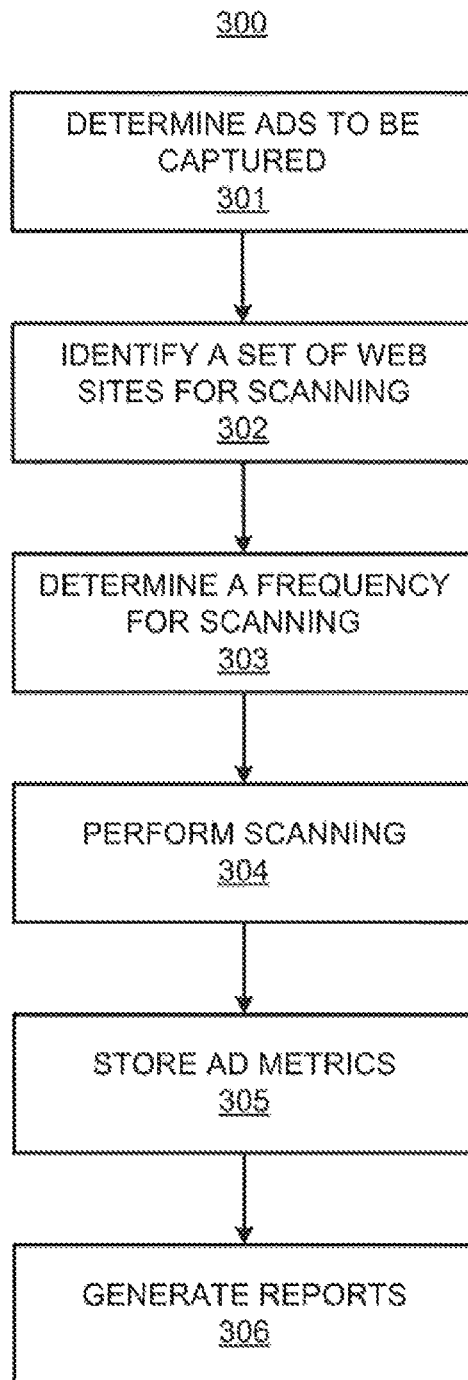 300
DETERMINE ADS TO BE
CAPTURED
301
IDENTIFY A SET OF WEB
SITES FOR SCANNING
302
DETERMINE A FREQUENCY
FOR SCANNING
303
PERFORM SCANNING
304
STORE AD METRICS
305
GENERATE REPORTS
306